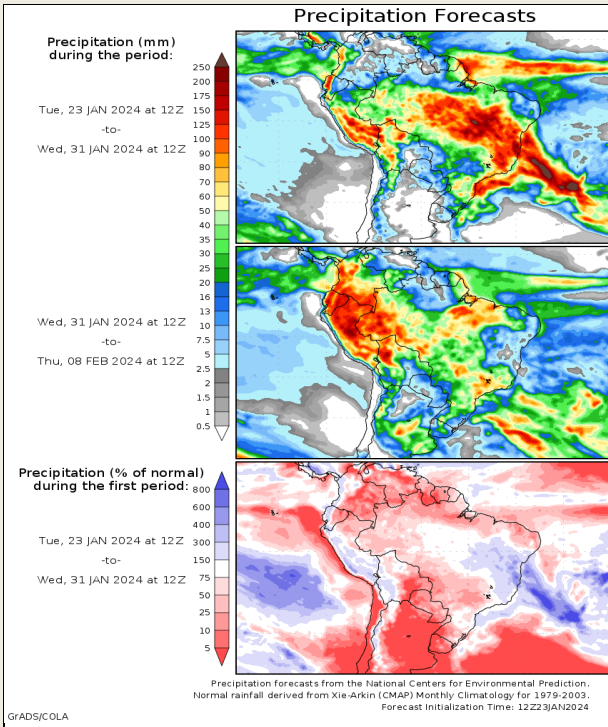 Precipitation Forecasts
Precipitation (mm)
during the period:
Tue, 23 JAN 2024 at 12Z
-to-
Wed, 31 JAN 2024 at 12Z
250
200
175
150
125
100
90
80
70
60
50
40
35
30
25
20
16
13
10
7.5
5
2.5
2
1.5
1
0.5
Wed, 31 JAN 2024 at 12Z
-to-
Thu, 08 FEB 2024 at 12Z
Precipitation (% of normal)
during the first period:
Tue, 23 JAN 2024 at 12Z
-to-
Wed, 31 JAN 2024 at 12Z
800
600
400
300
150
75
50
25
10
5
Precipitation forecasts from the National Centers for Environmental Prediction.
Normal rainfall derived from Xie-Arkin (CMAP) Monthly Climatology for 1979-2003.
Forecast Initialization Time: 12Z23JAN2024
GrADS/COLA